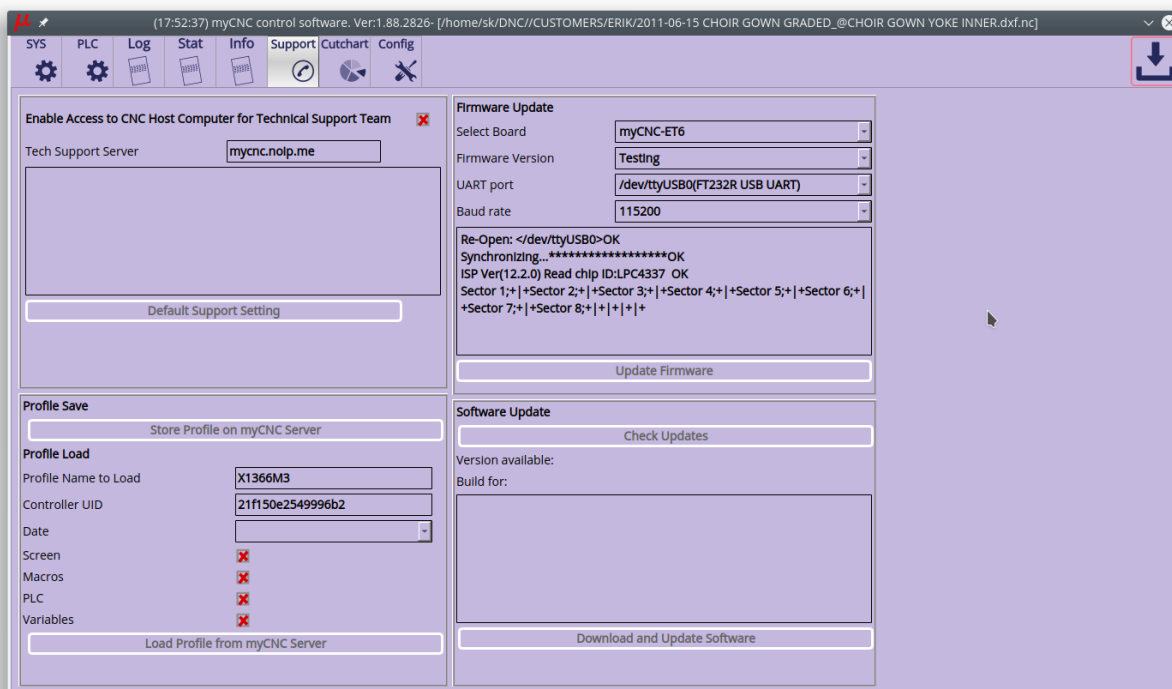 (17:52:37) myCNC control software. Ver:1.88.2826- [/home/sk/DNC//CUSTOMERS/ERIK/2011-06-15 CHOIR GOWN GRADED_@CHOIR GOWN YOKE INNER.dxf.nc]
SYS PLC Log Stat Info Support Cutchart Config
Enable Access to CNC Host Computer for Technical Support Team
Tech Support Server mycnc.noip.me
Default Support Setting
Firmware Update
Select Board myCNC-ET6
Firmware Version Testing
UART port /dev/ttyUSB0(FT232R USB UART)
Baud rate 115200
Re-Open: </dev/ttyUSB0>OK
Synchronizing...*******************OK
ISP Ver(12.2.0) Read chip ID:LPC4337 OK
Sector 1;+|+Sector 2;+|+Sector 3;+|+Sector 4;+|+Sector 5;+|+Sector 6;+|
+Sector 7;+|+Sector 8;+|+|+|+|+
Update Firmware
Profile Save
Store Profile on myCNC Server
Profile Load
Profile Name to Load X1366M3
Controller UID 21f150e2549996b2
Date
Screen
Macros
PLC
Variables
Load Profile from myCNC Server
Software Update
Check Updates
Version available:
Build for:
Download and Update Software